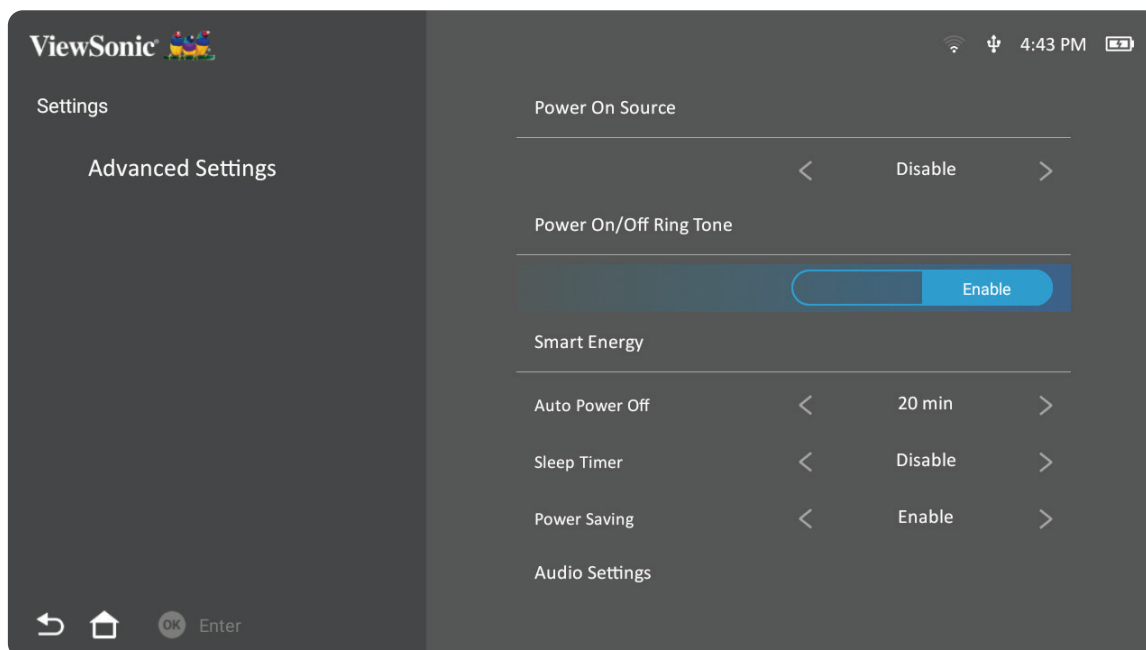 ViewSonic
4:43 PM
Settings
Advanced Settings
Power On Source
Disable
Power On/Off Ring Tone
Enable
Smart Energy
Auto Power Off 20 min
Sleep Timer Disable
Power Saving Enable
Audio Settings
OK Enter